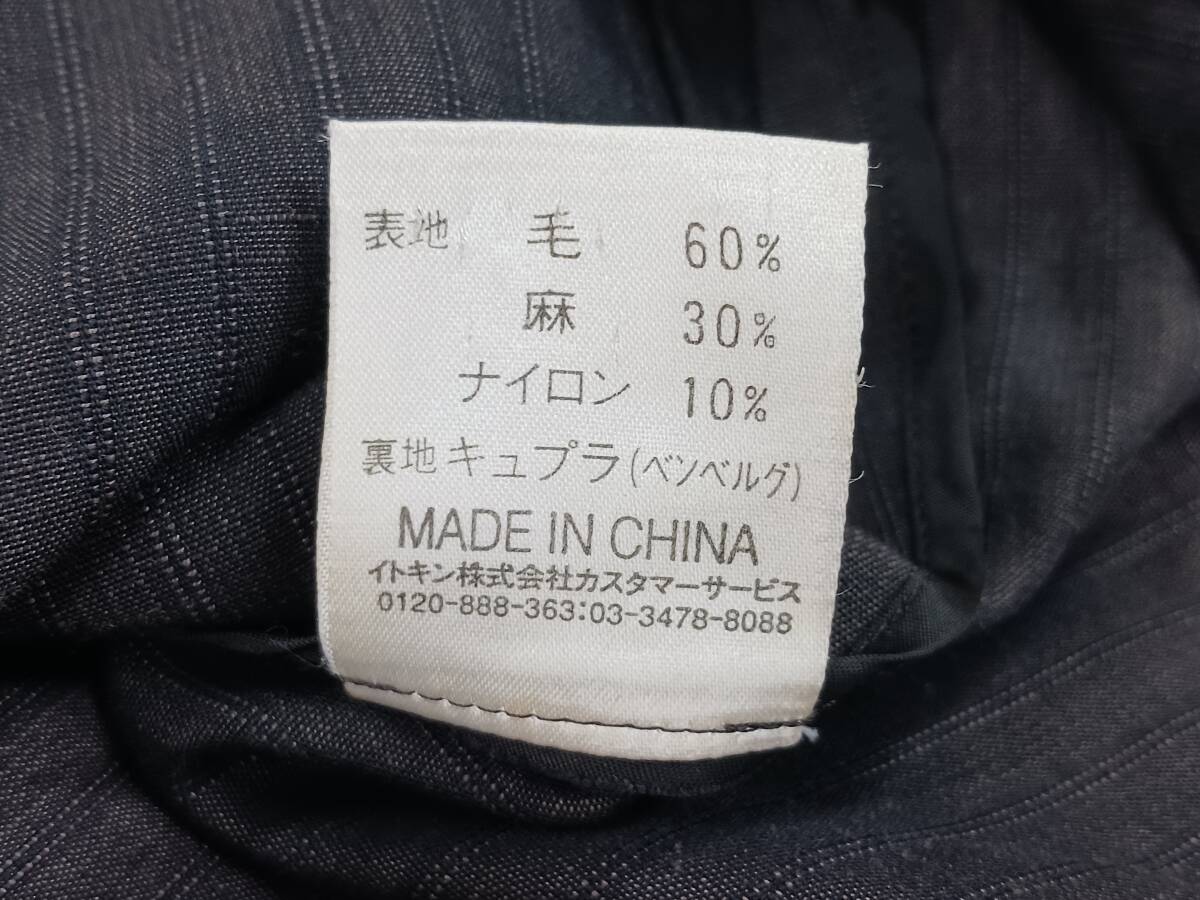 表地 毛 60%
麻 30%
ナイロン 10%
裏地 キュプラ(ベンベルグ)
MADE IN CHINA
イトキン株式会社カスタマーサービス
0120-888-363:03-3478-8088